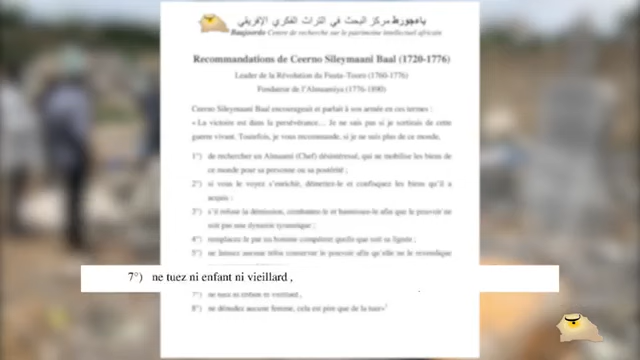 باجوردو مركز البحث في التراث الفكري الإفريقي
Baajoordo Centre de recherche sur le patrimoine intellectuel africain
Recommandations de Ceerno Sileymaani Baal (1720-1776)
Leader de la Révolution du Fuuta-Tooro (1760-1776)
Fondateur de l'Almaamiya (1776-1890)
Ceerno Sileymaani Baal encourageait et parlait à son armée en ces termes :
« La victoire est dans la persévérance… Je ne sais pas si je sortirais de cette
guerre vivant. Toutefois, je vous recommande, si je ne suis plus de ce monde,
1°) de rechercher un Almaami (Chef) désintéressé, qui ne mobilise les biens de
ce monde pour sa personne ou sa postérité ;
2°) si vous le voyez s'enrichir, démettez-le et confisquez les biens qu'il a
acquis ;
3°) s'il refuse la démission, combattez-le et bannissez-le afin que le pouvoir ne
soit pas une dynastie tyrannique ;
4°) remplacez le par un homme compétent quelle que soit sa lignée ;
5°) ne laissez aucune tribu conserver le pouvoir afin qu'elle ne le revendique
7°) ne tuez ni enfant ni vieillard ,
7°) ne tuez ni enfant ni vieillard ,
8°) ne dénudez aucune femme, cela est pire que de la tuer»